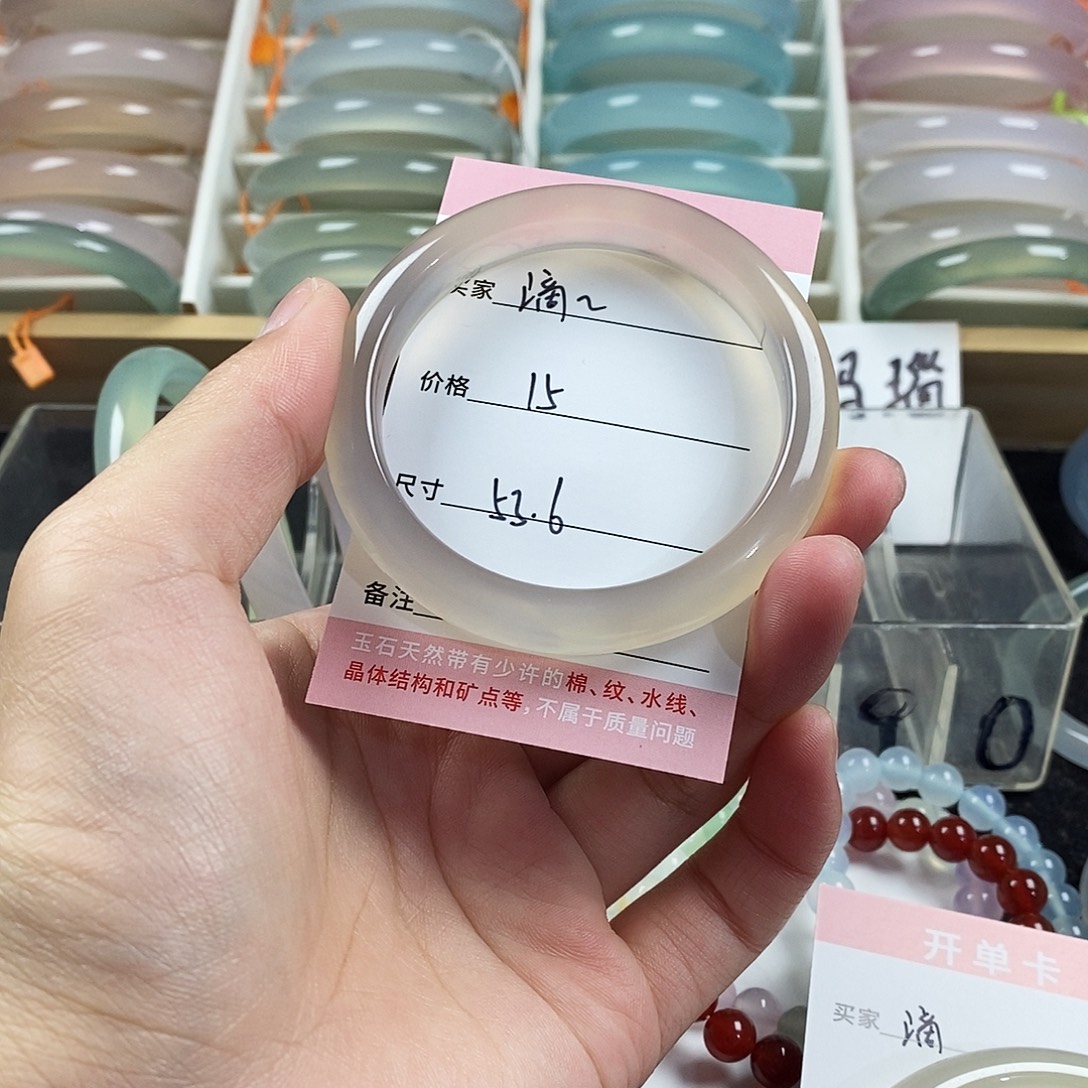 买家 滴~
价格 15
尺寸 53.6
备注
玉石天然带有少许的棉、纹、水线、
晶体结构和矿点等,不属于质量问题
瑙
0
开单卡
买家 滴